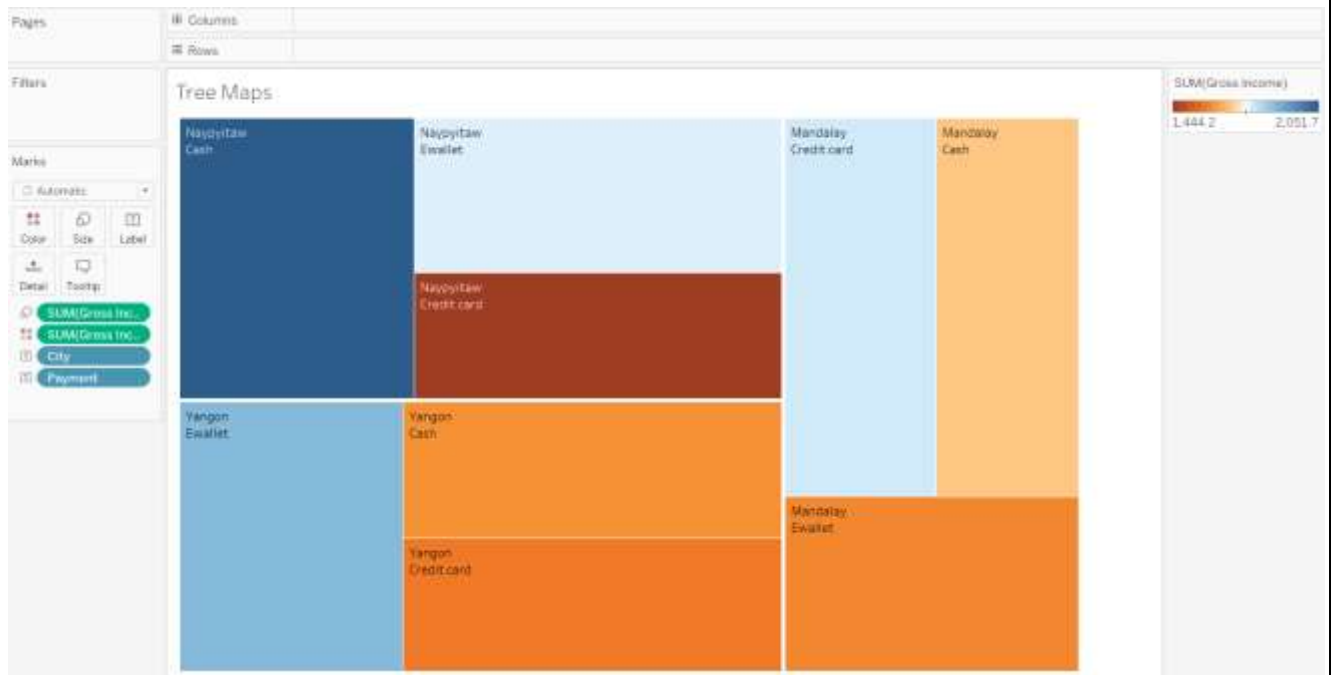 Pages
Columns
Rows
Filters
Tree Maps
SUM(Gross Income)
1,444.2 2,051.7
Marks
Automatic
Color Size Label
Detail Tooltip
SUM(Gross Inc..
SUM(Gross Inc..
City
Payment
Naypyitaw
Cash
Naypyitaw
Ewallet
Naypyitaw
Credit card
Mandalay
Credit card
Mandalay
Cash
Yangon
Ewallet
Yangon
Cash
Yangon
Credit card
Mandalay
Ewallet